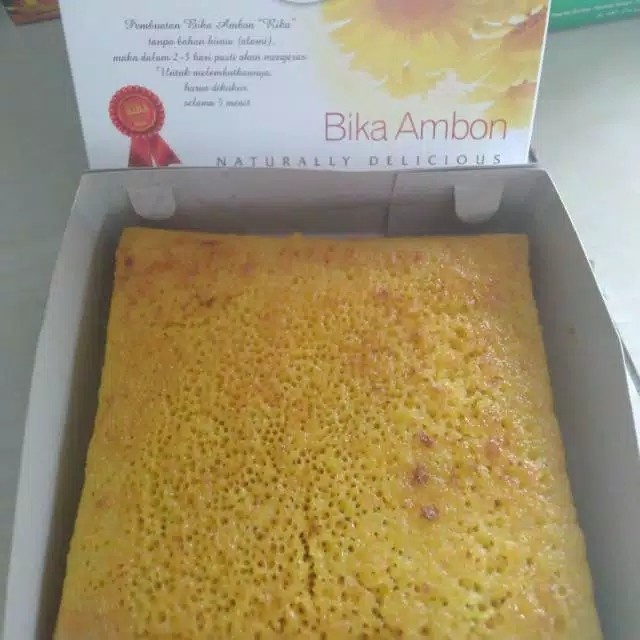 Pembuatan Bika Ambon "Rika"
tanpa bahan kimia (alami),
maka dalam 2-3 hari pasti akan mengeras.
Untuk melembutkannya,
harus dikukus
selama 5 menit
Bika Ambon
NATURALLY DELICIOUS